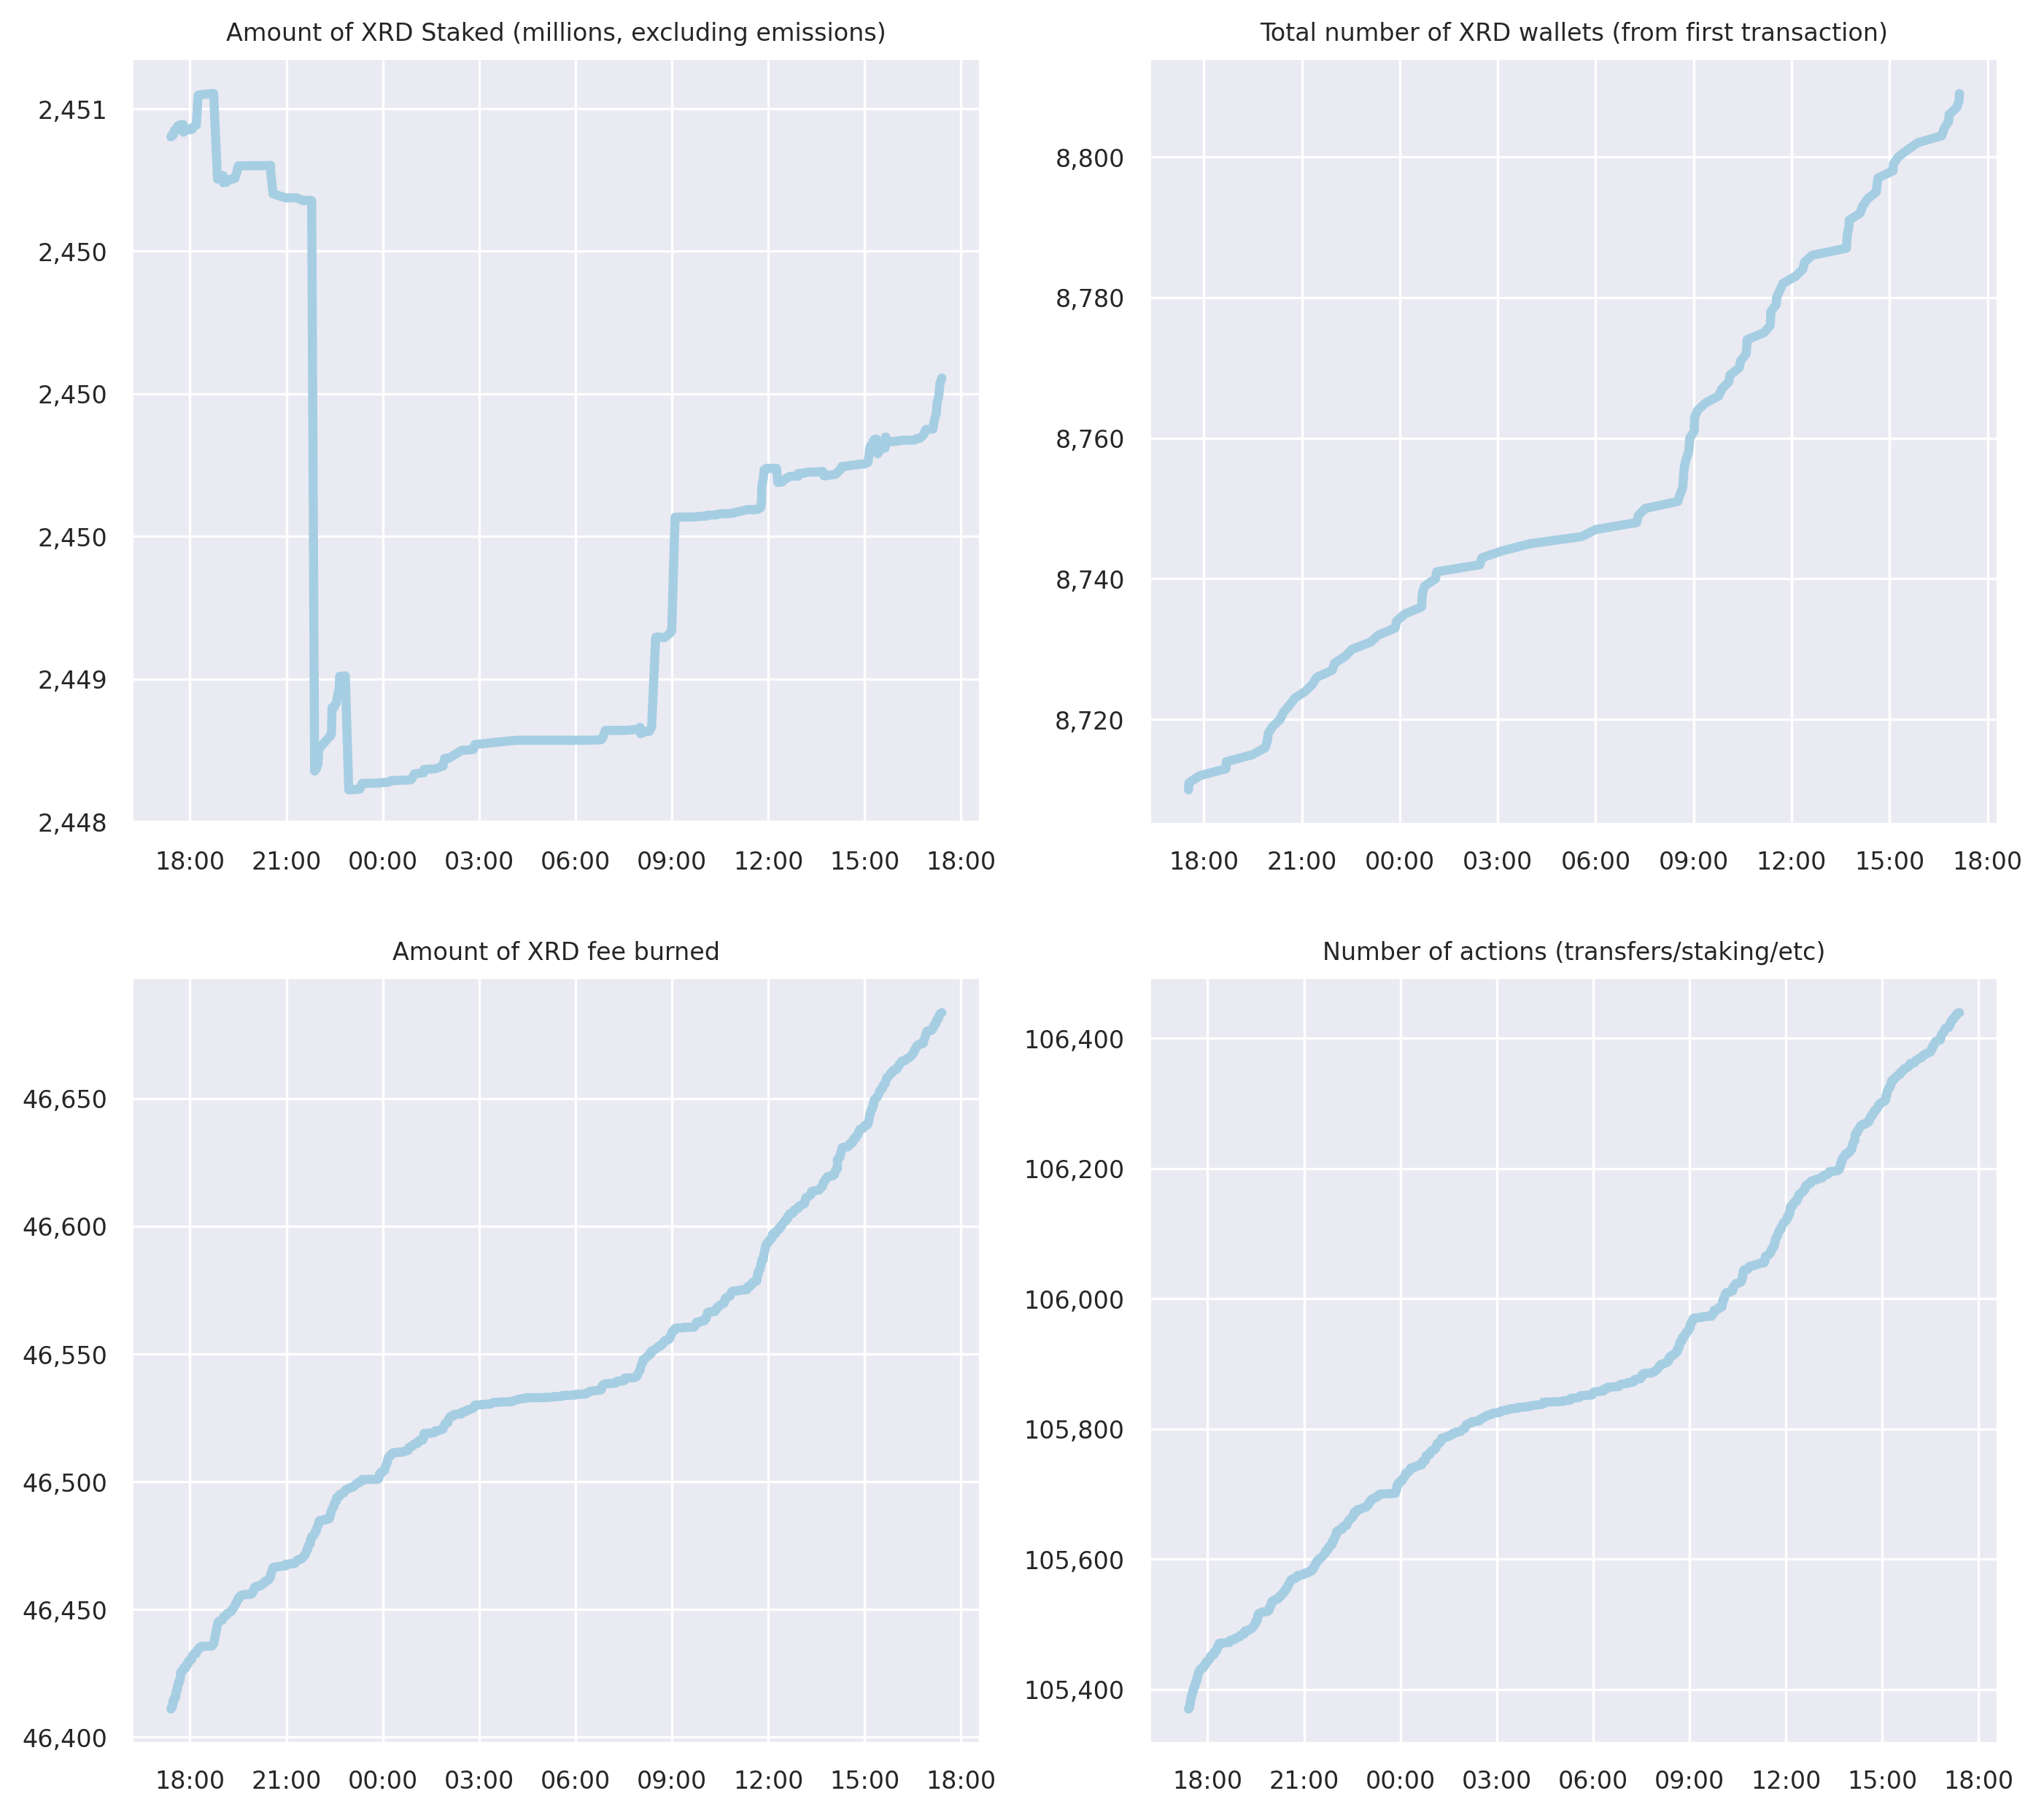 Amount of XRD Staked (millions, excluding emissions)
2,451
2,450
2,450
2,450
2,449
2,448
18:00 21:00 00:00 03:00 06:00 09:00 12:00 15:00 18:00
Total number of XRD wallets (from first transaction)
8,800
8,780
8,760
8,740
8,720
18:00 21:00 00:00 03:00 06:00 09:00 12:00 15:00 18:00
Amount of XRD fee burned
46,650
46,600
46,550
46,500
46,450
46,400
18:00 21:00 00:00 03:00 06:00 09:00 12:00 15:00 18:00
Number of actions (transfers/staking/etc)
106,400
106,200
106,000
105,800
105,600
105,400
18:00 21:00 00:00 03:00 06:00 09:00 12:00 15:00 18:00